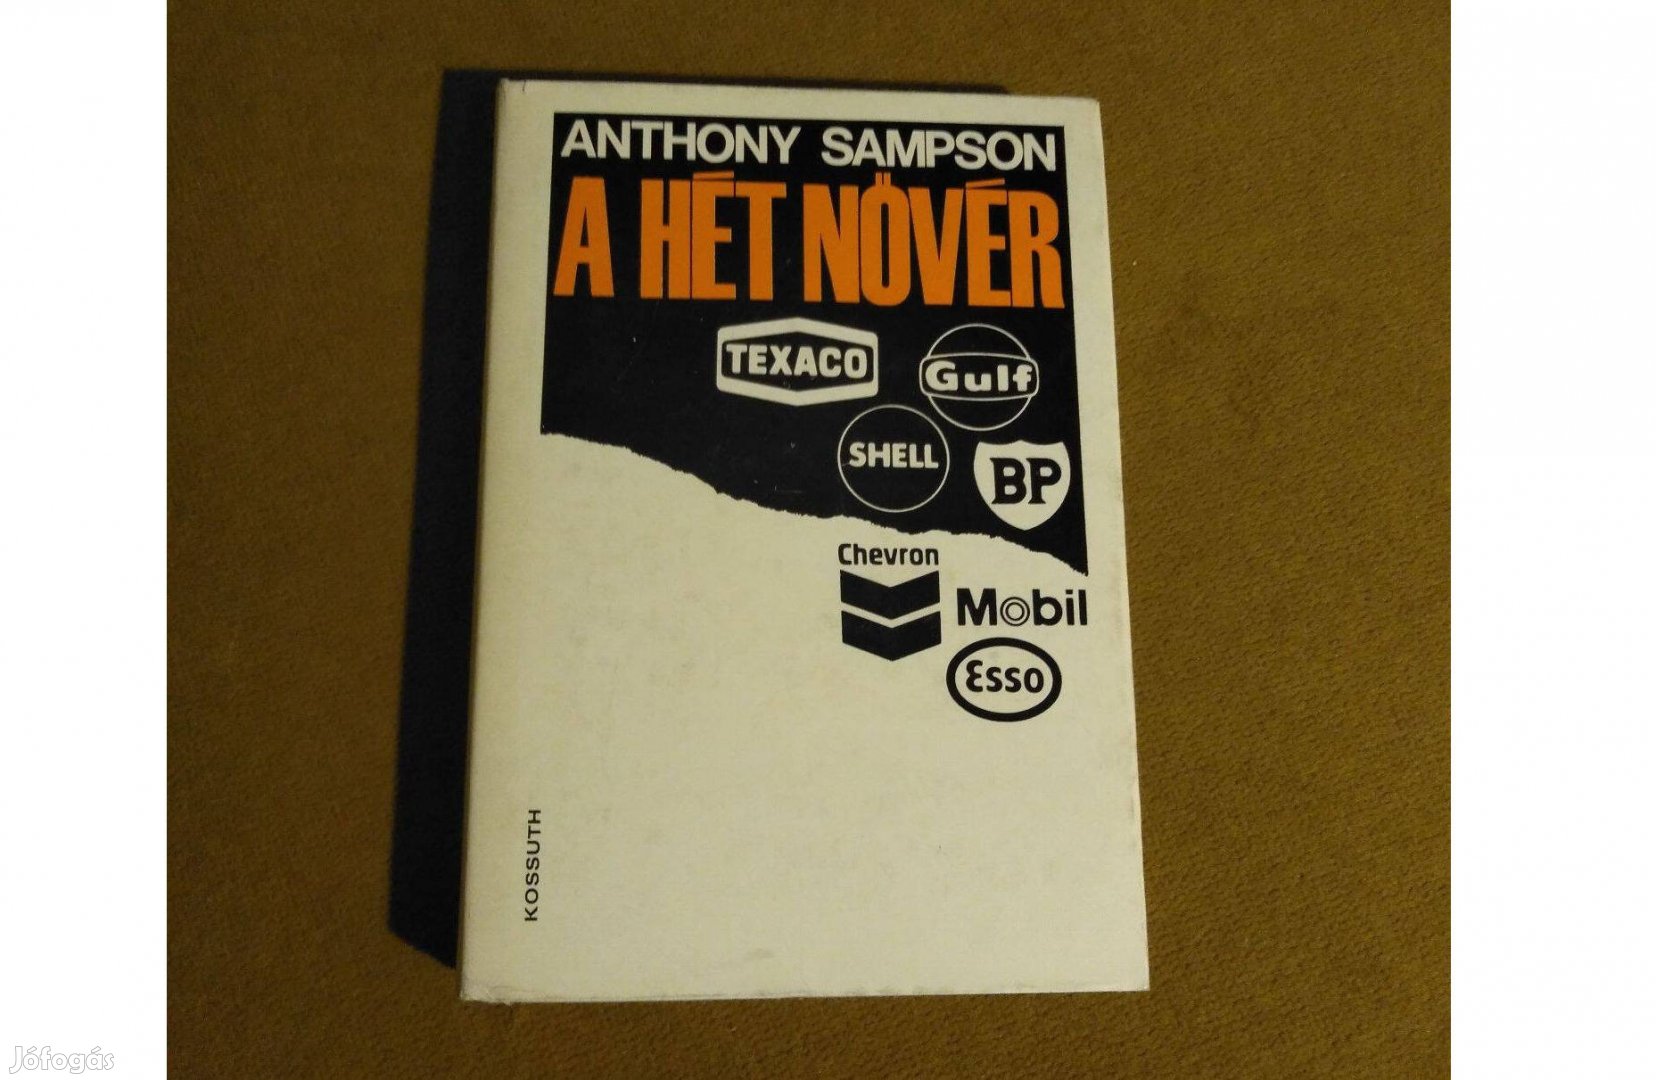 ANTHONY SAMPSON
A HÉT NŐVÉR
TEXACO
Gulf
SHELL
BP
Chevron
Mobil
Esso
KOSSUTH
Jófogás